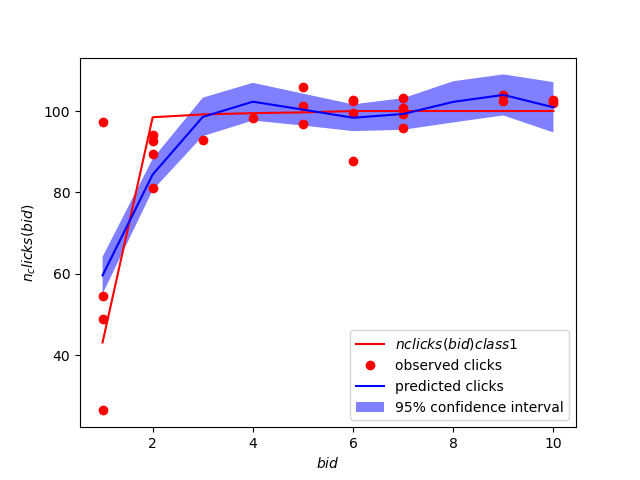 100
80
60
40
n_clicks(bid)
2
4
6
8
10
bid
nclicks(bid)class1
observed clicks
predicted clicks
95% confidence interval